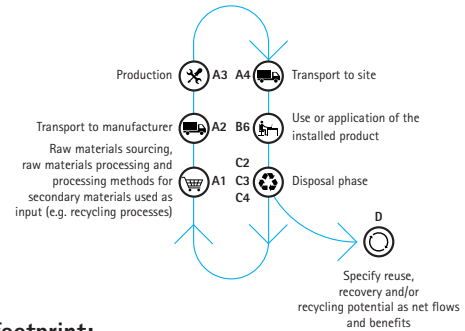 Production A3 A4 Transport to site
Transport to manufacturer A2 B6 Use or application of the
installed product
Raw materials sourcing,
raw materials processing and
processing methods for
secondary materials used as
input (e.g. recycling processes)
A1
C2
C3
C4
Disposal phase
D
Specify reuse,
recovery and/or
recycling potential as net flows
and benefits